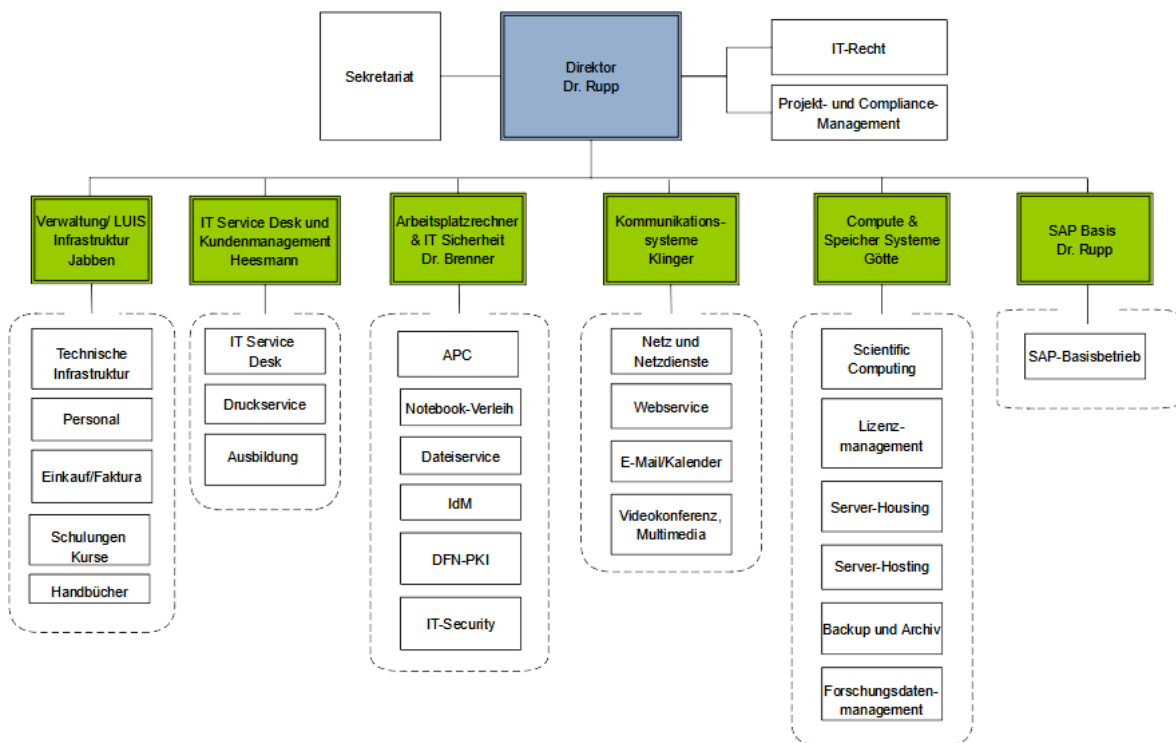 Sekretariat
Direktor
Dr. Rupp
IT-Recht
Projekt- und Compliance-
Management
Verwaltung/ LUIS
Infrastruktur
Jabben
IT Service Desk und
Kundenmanagement
Heesmann
Arbeitsplatzrechner
& IT Sicherheit
Dr. Brenner
Kommunikations-
systeme
Klinger
Compute &
Speicher Systeme
Götte
SAP Basis
Dr. Rupp
Technische
Infrastruktur
Personal
Einkauf/Faktura
Schulungen
Kurse
Handbücher
IT Service
Desk
Druckservice
Ausbildung
APC
Notebook-Verleih
Dateiservice
IdM
DFN-PKI
IT-Security
Netz und
Netzdienste
Webservice
E-Mail/Kalender
Videokonferenz,
Multimedia
Scientific
Computing
Lizenz-
management
Server-Housing
Server-Hosting
Backup und Archiv
Forschungsdaten-
management
SAP-Basisbetrieb